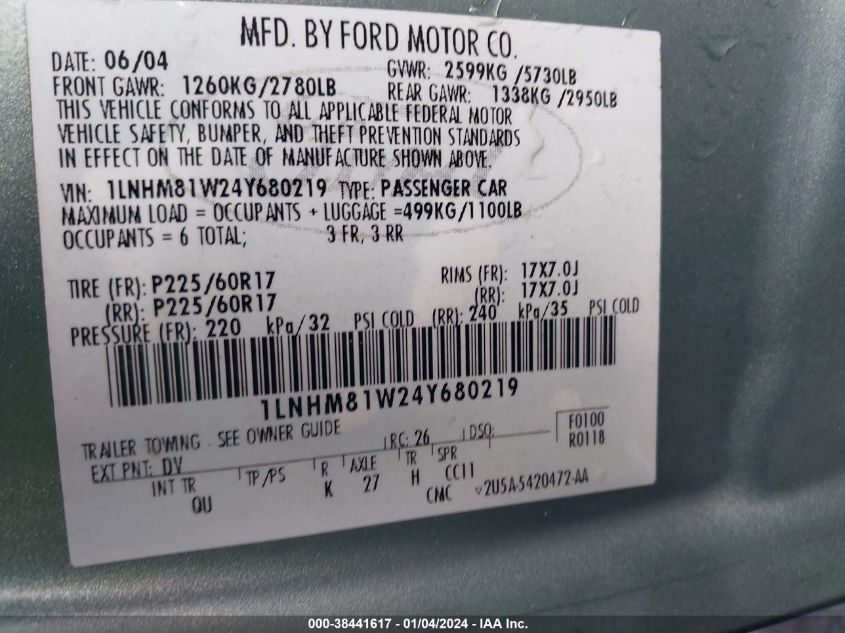 MFD. BY FORD MOTOR CO.
DATE: 06/04 GVWR: 2599KG /5730LB
FRONT GAWR: 1260KG/2780LB REAR GAWR: 1338KG /2950LB
THIS VEHICLE CONFORMS TO ALL APPLICABLE FEDERAL MOTOR
VEHICLE SAFETY, BUMPER, AND THEFT PREVENTION STANDARDS
IN EFFECT ON THE DATE OF MANUFACTURE SHOWN ABOVE.
VIN: 1LNHM81W24Y680219 TYPE: PASSENGER CAR
MAXIMUM LOAD = OCCUPANTS + LUGGAGE =499KG/1100LB
OCCUPANTS = 6 TOTAL; 3 FR, 3 RR
TIRE (FR): P225/60R17 RIMS (FR): 17X7.0J
(RR): P225/60R17 (RR): 17X7.0J
PRESSURE (FR): 220 kPa/32 PSI COLD (RR): 240 kPa/35 PSI COLD
1LNHM81W24Y680219
TRAILER TOWING - SEE OWNER GUIDE RC: 26 DSO: F0100
R0118
EXT PNT: DV
INT TR TP/PS R AXLE TR SPR
QU K 27 H CC11
CMC V2U5A-5420472-AA
000-38441617 - 01/04/2024 - IAA Inc.